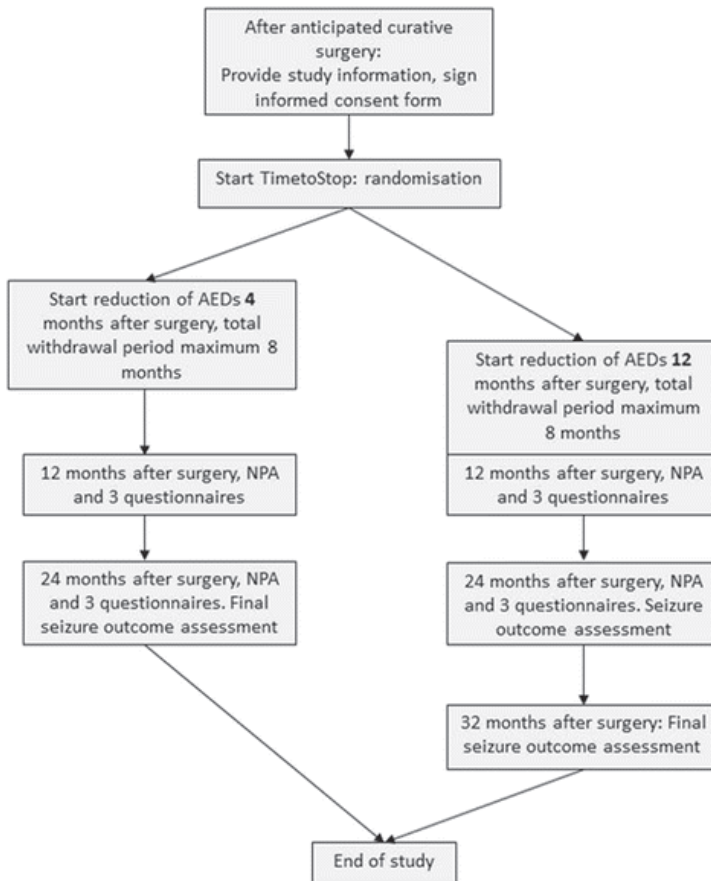 After anticipated curative
surgery:
Provide study information, sign
informed consent form
Start TimetoStop: randomisation
Start reduction of AEDs 4
months after surgery, total
withdrawal period maximum 8
months
12 months after surgery, NPA
and 3 questionnaires
24 months after surgery, NPA
and 3 questionnaires. Final
seizure outcome assessment
Start reduction of AEDs 12
months after surgery, total
withdrawal period maximum
8 months
12 months after surgery, NPA
and 3 questionnaires
24 months after surgery, NPA
and 3 questionnaires. Seizure
outcome assessment
32 months after surgery: Final
seizure outcome assessment
End of study